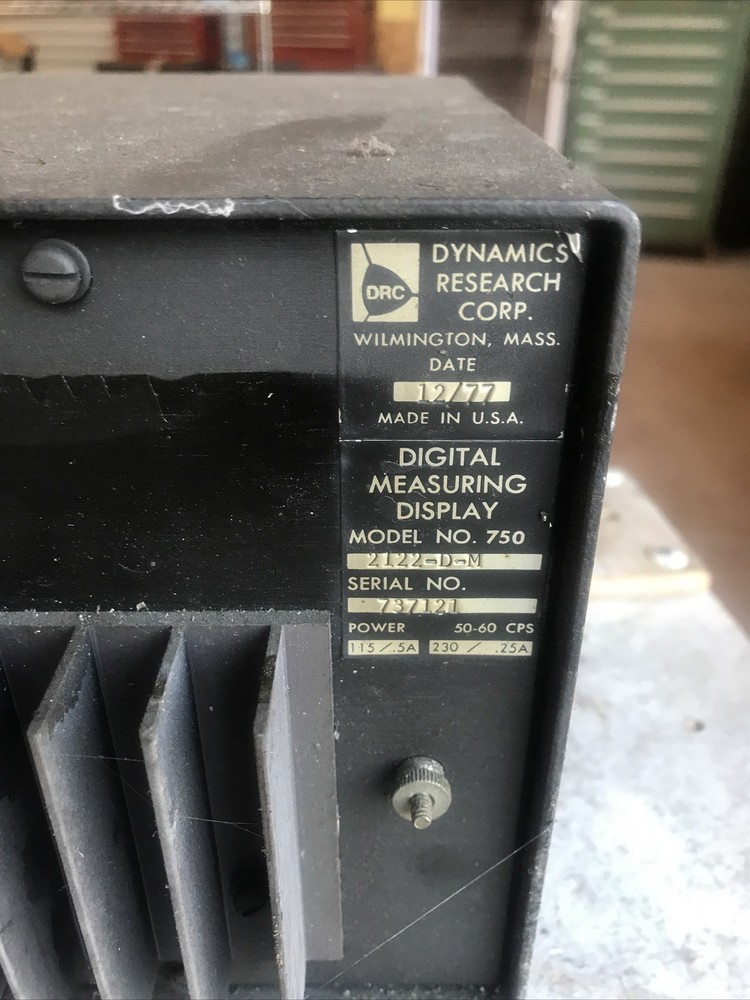 DRC
DYNAMICS
RESEARCH
CORP.
WILMINGTON, MASS.
DATE
12/77
MADE IN U.S.A.
DIGITAL
MEASURING
DISPLAY
MODEL NO. 750
2122-D-M
SERIAL NO.
737121
POWER 50-60 CPS
115/.5A 230 / .25A